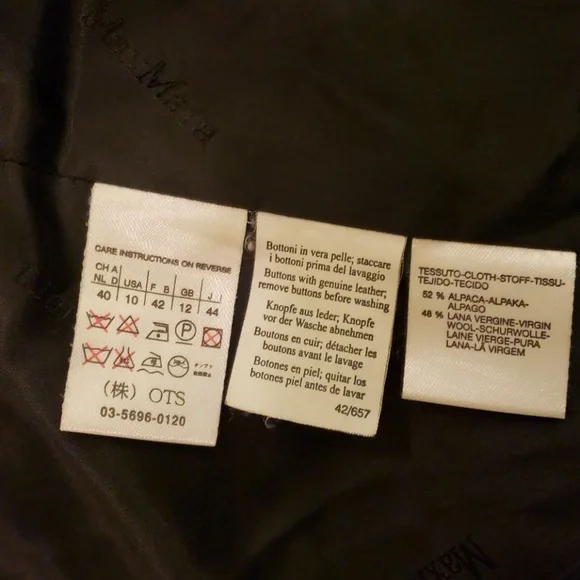 MaxMara
CARE INSTRUCTIONS ON REVERSE
CH A
NL D USA F B GB J I
40 10 42 12 44
P
(株) OTS
03-5696-0120
Bottoni in vera pelle; staccare
i bottoni prima del lavaggio
Buttons with genuine leather;
remove buttons before washing
Knopfe aus leder; Knopfe
vor der Wasche abnehmen
Boutons en cuir; détacher les
boutons avant le lavage
Botones en piel; quitar los
botones piel antes de lavar
42/657
TESSUTO-CLOTH-STOFF-TISSU-
TEJIDO-TECIDO
52 % ALPACA-ALPAKA-
ALPAGO
48 % LANA VERGINE-VIRGIN
WOOL-SCHURWOLLE-
LAINE VIERGE-PURA
LANA-LÃ VIRGEM